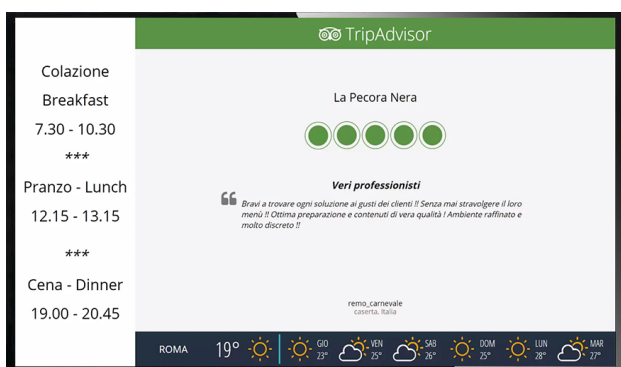 TripAdvisor
Colazione
Breakfast
7.30 - 10.30
***
Pranzo - Lunch
12.15 - 13.15
***
Cena - Dinner
19.00 - 20.45
La Pecora Nera
Veri professionisti
Bravi a trovare ogni soluzione ai gusti dei clienti !! Senza mai stravolgere il loro
menù !! Ottima preparazione e contenuti di vera qualità ! Ambiente raffinato e
molto discreto !!
remo_carnevale
caserta, Italia
ROMA 19° GIO 23° VEN 25° SAB 26° DOM 25° LUN 28° MAR 27°